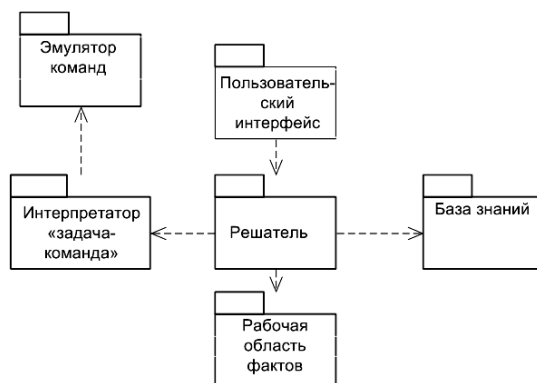 Эмулятор
команд
Пользователь-
ский
интерфейс
Интерпретатор
«задача-
команда»
Решатель
База знаний
Рабочая
область
фактов